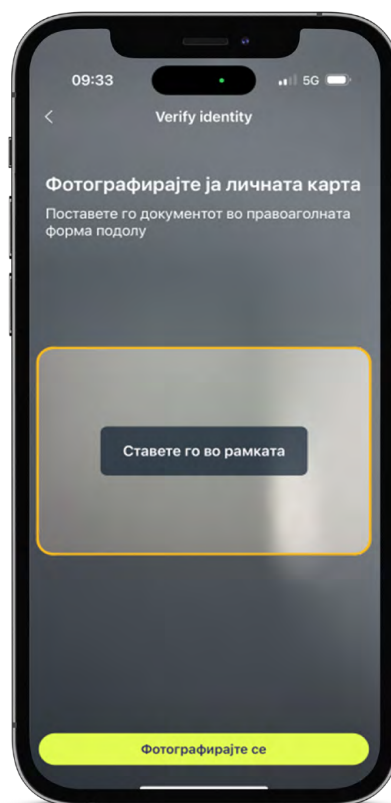 09:33
5G
Verify identity
Фотографирајте ја личната карта
Поставете го документот во правоаголната
форма подолу
Ставете го во рамката
Фотографирајте се